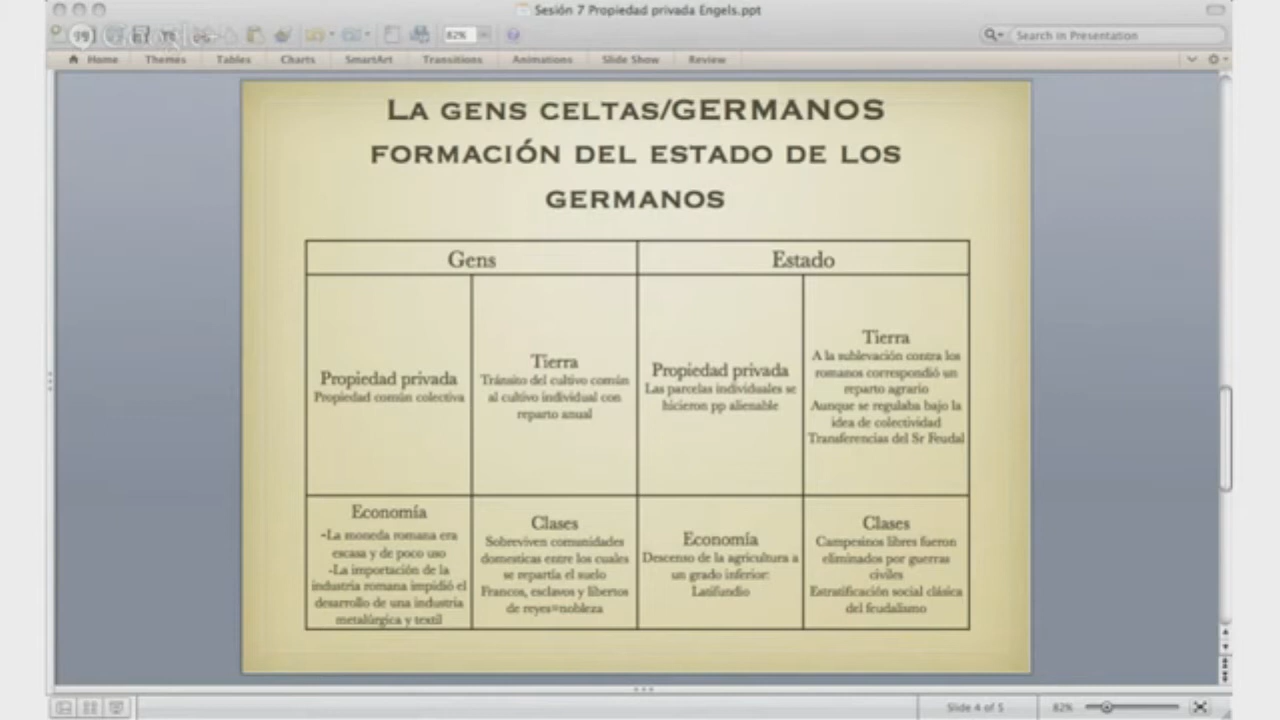 Sesión 7 Propiedad privada Engels.ppt
82%
Search in Presentation
Home Themes Tables Charts SmartArt Transitions Animations Slide Show Review
LA GENS CELTAS/GERMANOS
FORMACIÓN DEL ESTADO DE LOS
GERMANOS
Gens
Estado
Propiedad privada
Propiedad común colectiva
Tierra
Tránsito del cultivo común
al cultivo individual con
reparto anual
Propiedad privada
Las parcelas individuales se
hicieron pp alienable
Tierra
A la sublevación contra los
romanos correspondió un
reparto agrario
Aunque se regulaba bajo la
idea de colectividad
Transferencias del Sr Feudal
Economía
-La moneda romana era
escasa y de poco uso
-La importación de la
industria romana impidió el
desarrollo de una industria
metalúrgica y textil
Clases
Sobreviven comunidades
domesticas entre los cuales
se repartía el suelo
Francos, esclavos y libertos
de reyes=nobleza
Economía
Descenso de la agricultura a
un grado inferior:
Latifundio
Clases
Campesinos libres fueron
eliminados por guerras
civiles
Estratificación social clásica
del feudalismo
Slide 4 of 5
82%